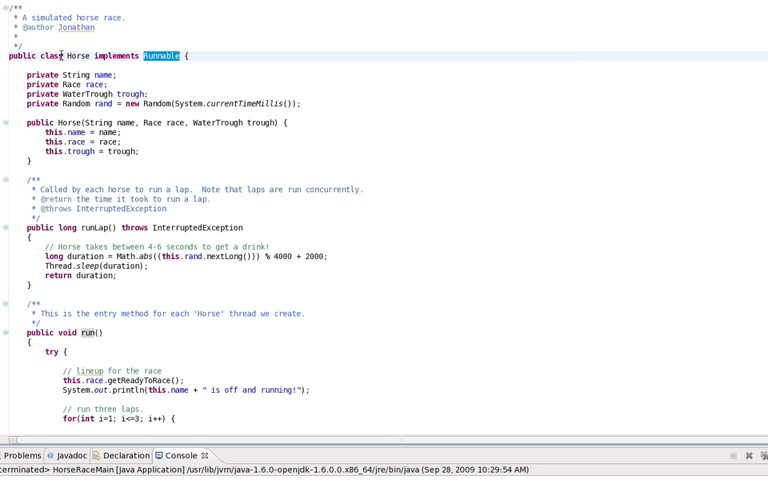 /**
 * A simulated horse race.
 * @author Jonathan
 *
 */
public class Horse implements Runnable {
private String name;
private Race race;
private WaterTrough trough;
private Random rand = new Random(System.currentTimeMillis());
public Horse(String name, Race race, WaterTrough trough) {
this.name = name;
this.race = race;
this.trough = trough;
}
/**
 * Called by each horse to run a lap.  Note that laps are run concurrently.
 * @return the time it took to run a lap.
 * @throws InterruptedException
 */
public long runLap() throws InterruptedException
{
// Horse takes between 4-6 seconds to get a drink!
long duration = Math.abs((this.rand.nextLong())) % 4000 + 2000;
Thread.sleep(duration);
return duration;
}
/**
 * This is the entry method for each 'Horse' thread we create.
 */
public void run()
{
try {
// lineup for the race
this.race.getReadyToRace();
System.out.println(this.name + " is off and running!");
// run three laps.
for(int i=1; i<=3; i++) {
Problems @ Javadoc Declaration Console
terminated> HorseRaceMain [Java Application] /usr/lib/jvm/java-1.6.0-openjdk-1.6.0.0.x86_64/jre/bin/java (Sep 28, 2009 10:29:54 AM)